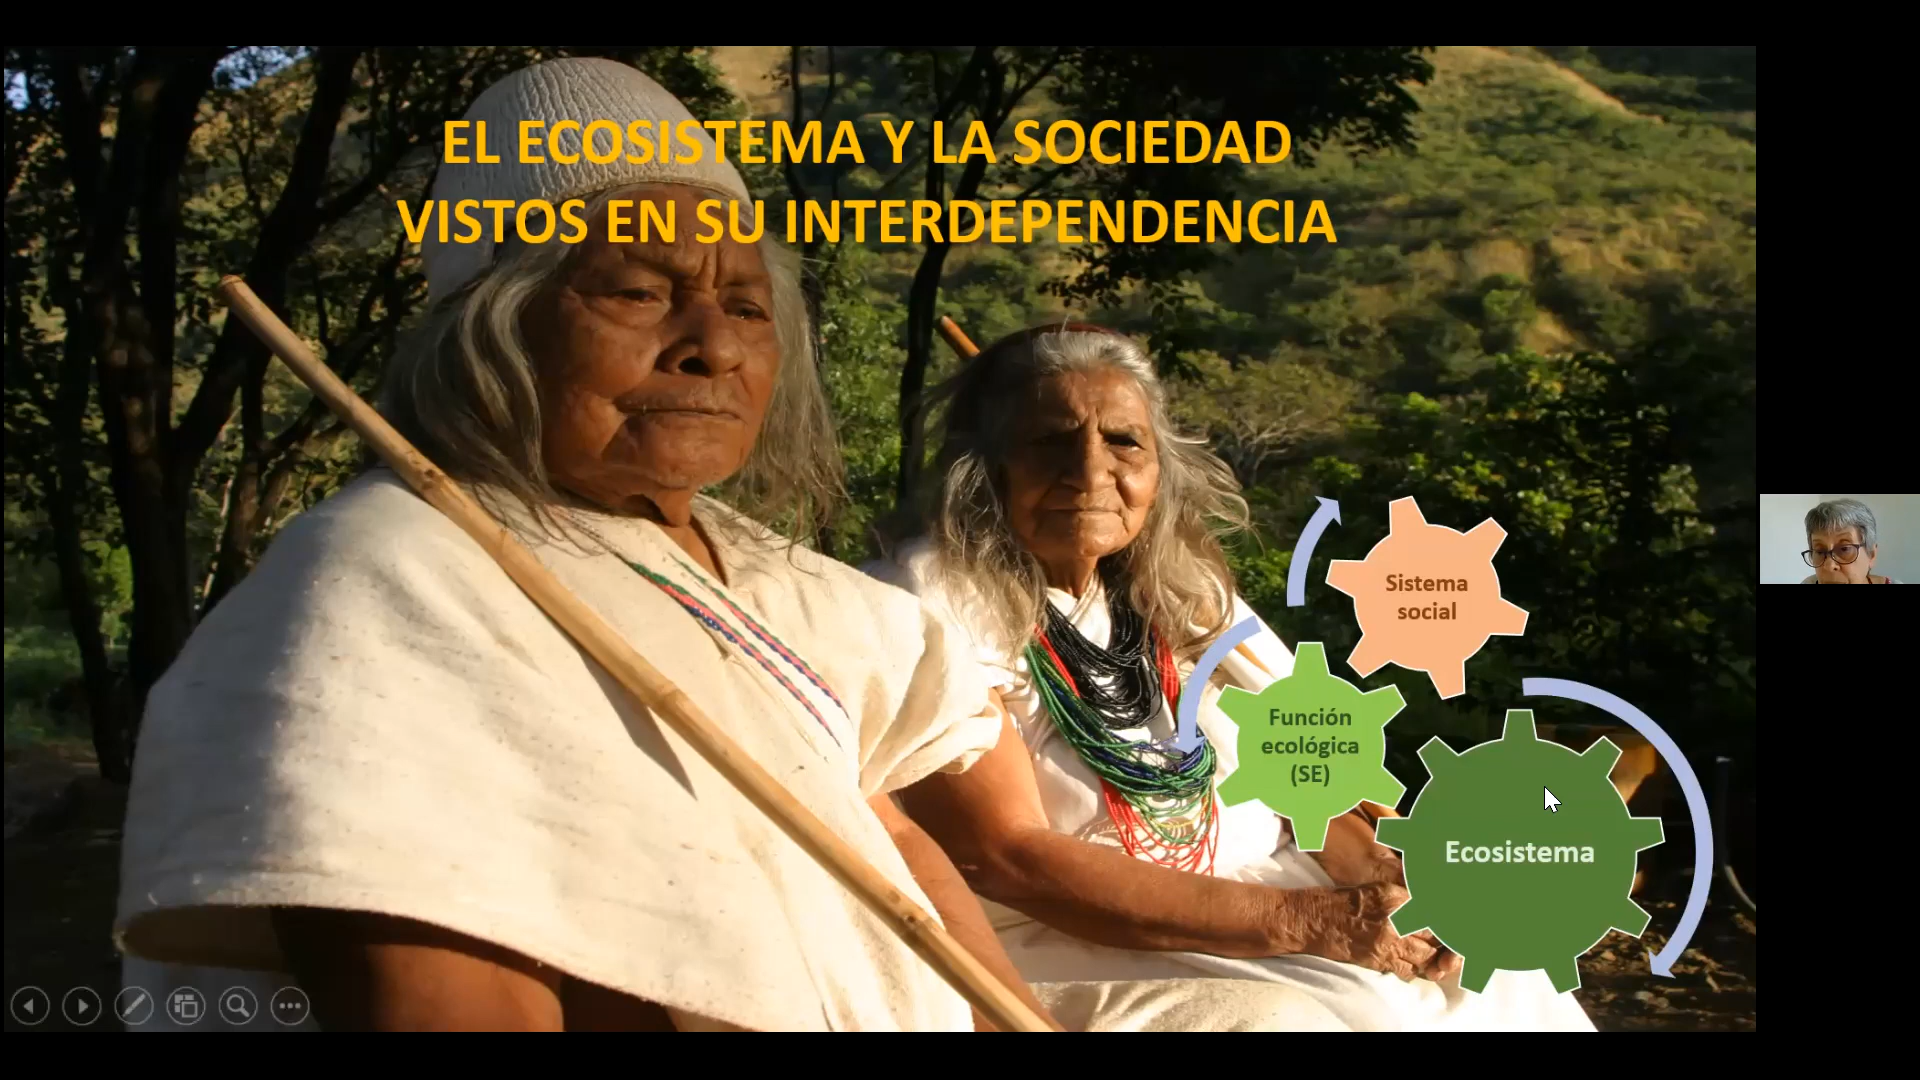 EL ECOSISTEMA Y LA SOCIEDAD
VISTOS EN SU INTERDEPENDENCIA
Sistema
social
Función
ecológica
(SE)
Ecosistema